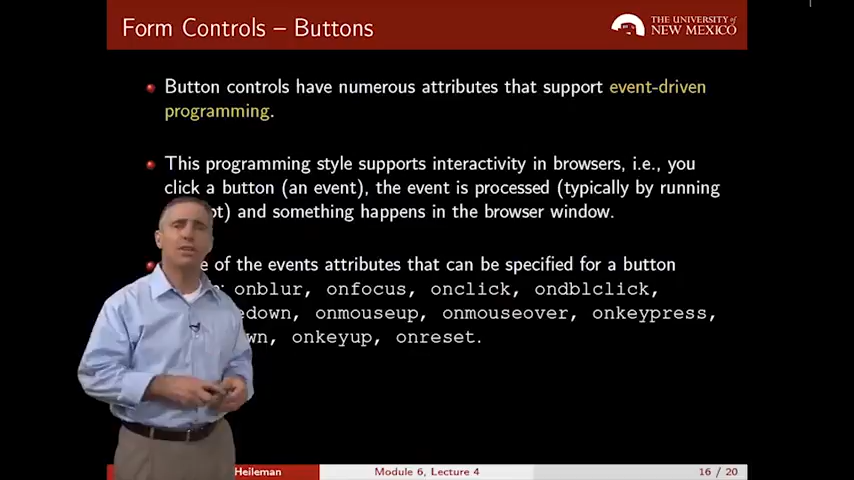 Form Controls – Buttons
THE UNIVERSITY of
NEW MEXICO
Button controls have numerous attributes that support event-driven
programming.
This programming style supports interactivity in browsers, i.e., you
click a button (an event), the event is processed (typically by running
and something happens in the browser window.
of the events attributes that can be specified for a button
onblur, onfocus, onclick, ondblclick,
onmouseup, onmouseover, onkeypress,
onkeyup, onreset.
Heileman
Module 6, Lecture 4
16 / 20